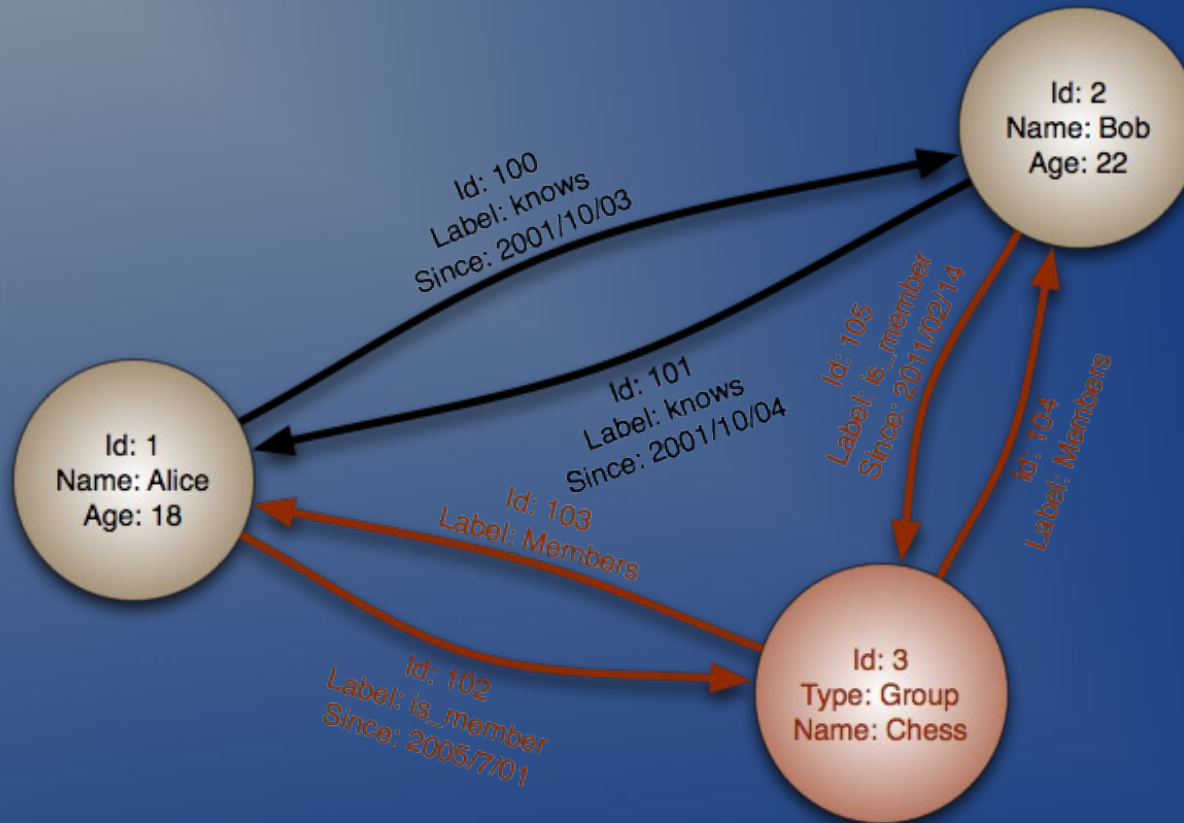 Id: 2
Name: Bob
Age: 22
Id: 100
Label: knows
Since: 2001/10/03
Id: 101
Label: knows
Since: 2001/10/04
Id: 105
Label: is_member
Since: 2011/02/14
Id: 104
Label: Members
Id: 1
Name: Alice
Age: 18
Id: 103
Label: Members
Id: 102
Label: is_member
Since: 2005/7/01
Id: 3
Type: Group
Name: Chess